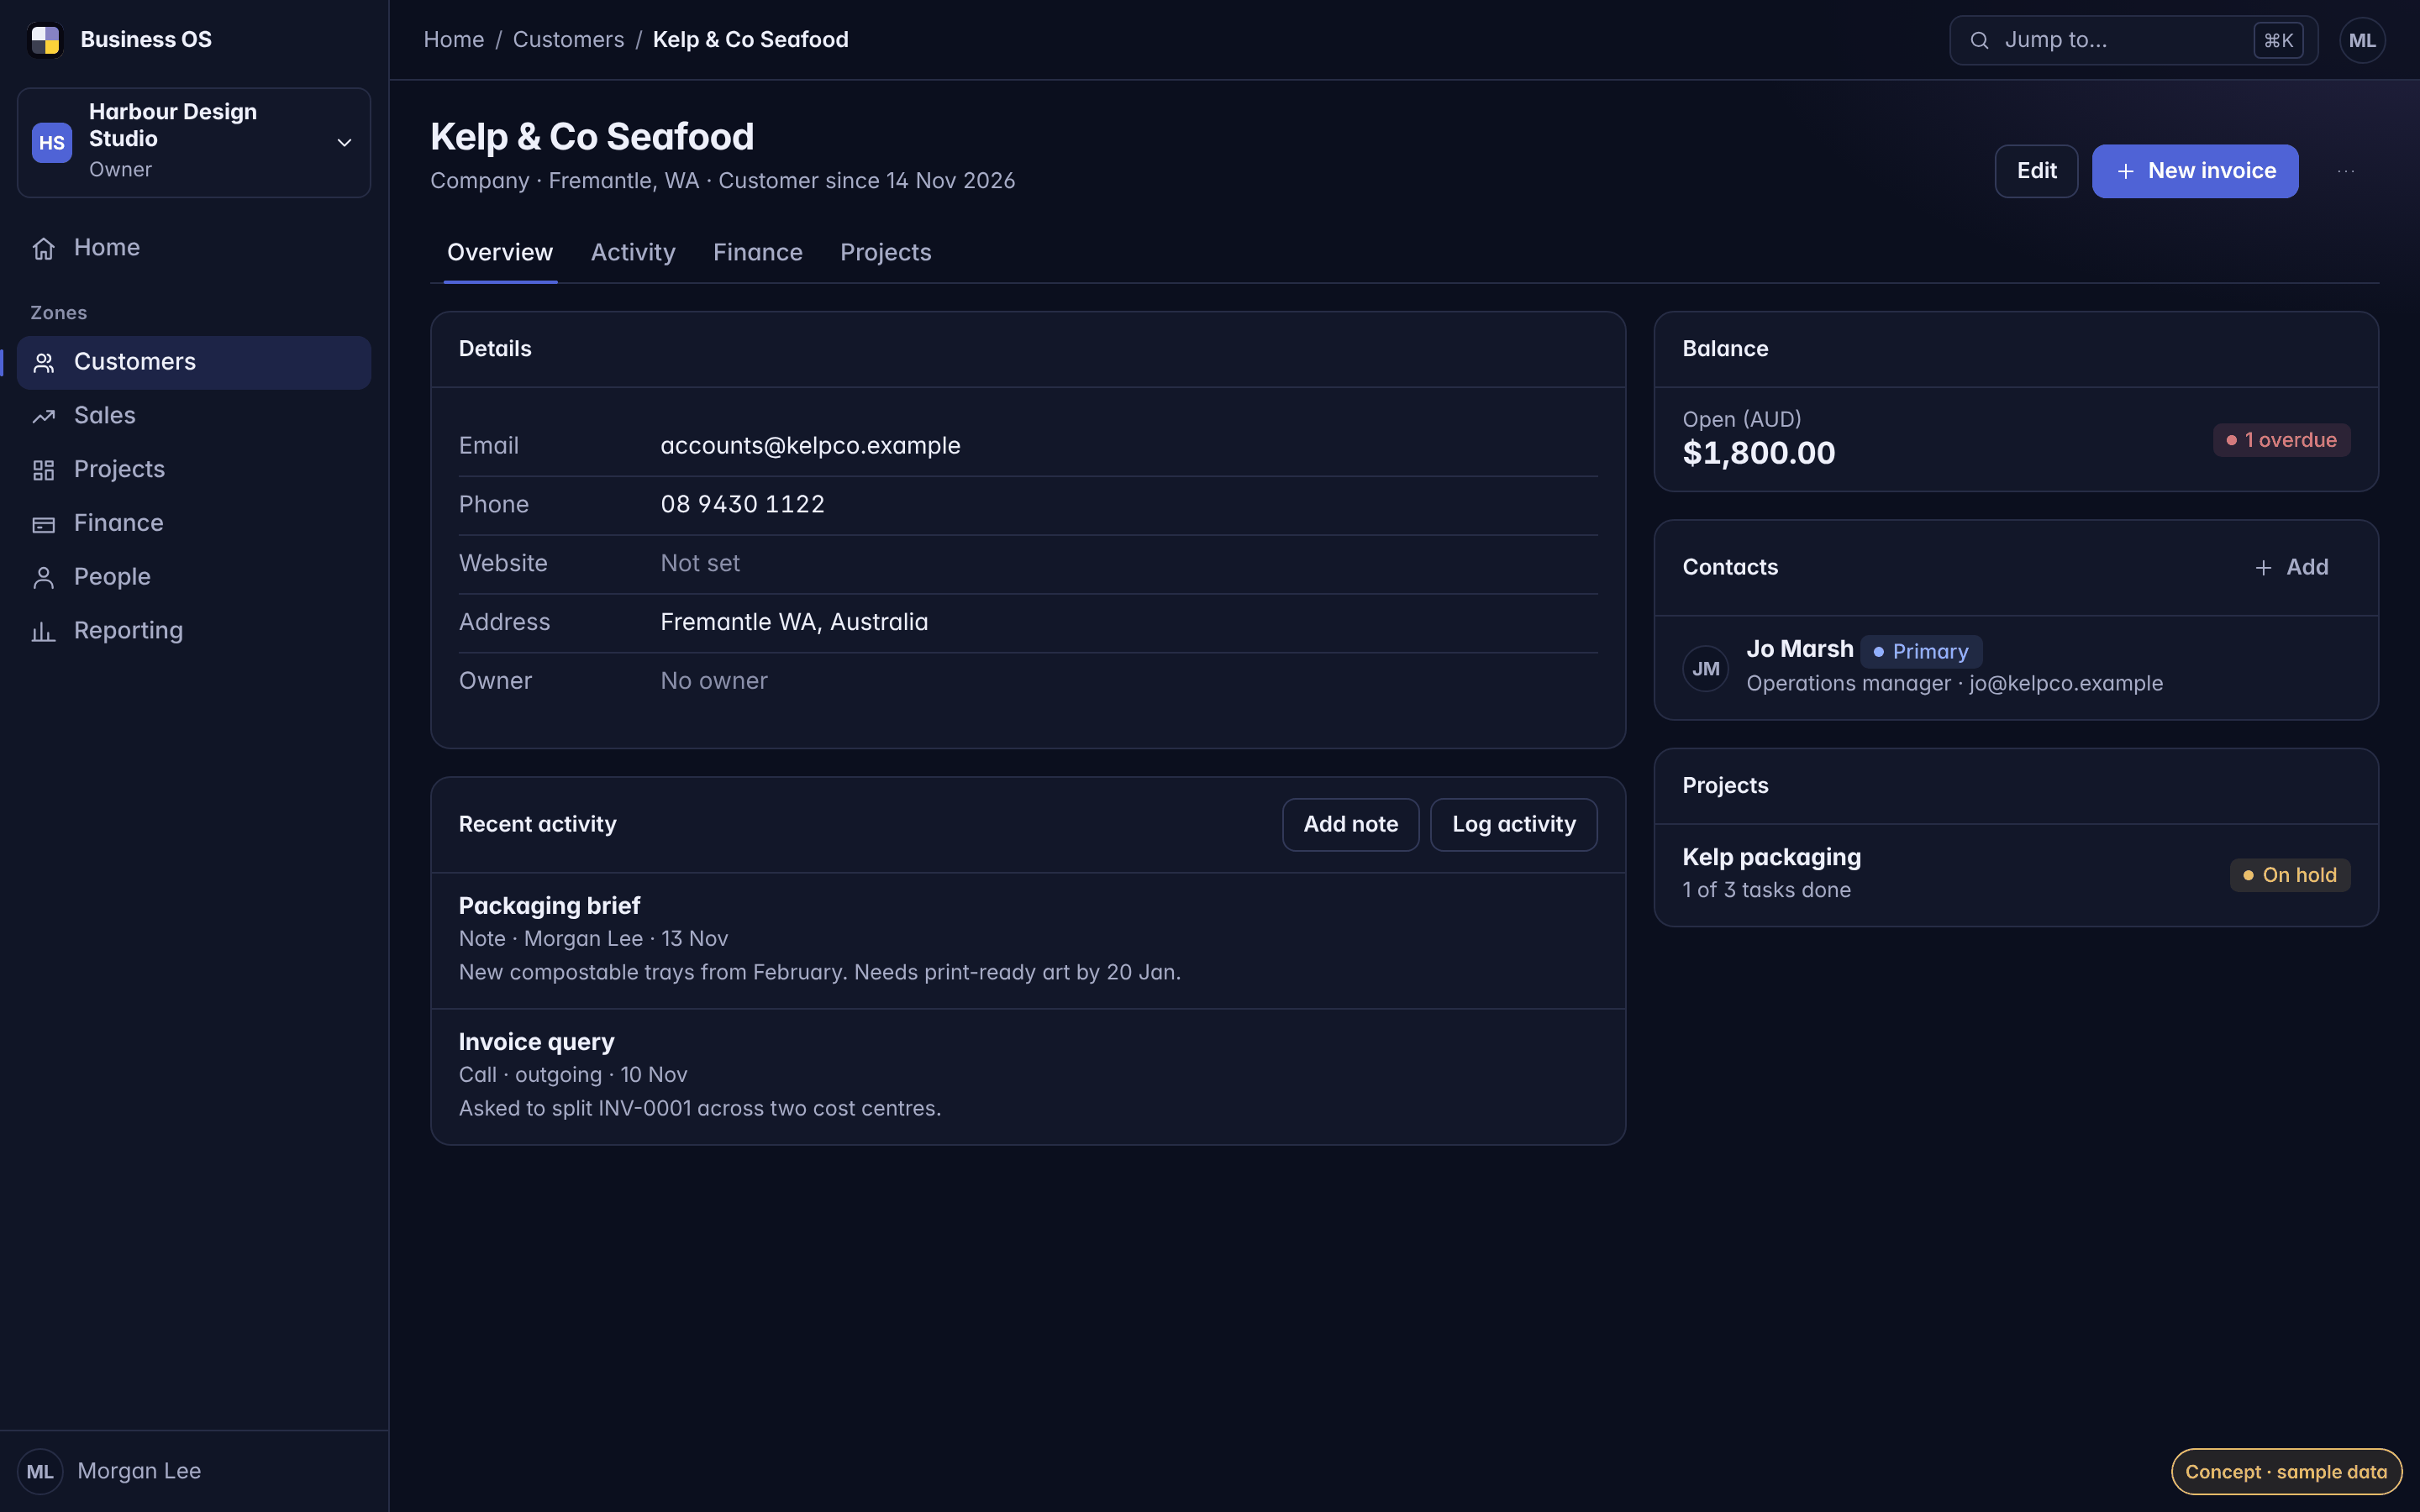 Business OS
Harbour Design
Studio
Owner
HS
Home
Zones
Customers
Sales
Projects
Finance
People
Reporting
ML
Morgan Lee
Home / Customers / Kelp & Co Seafood
Jump to...
⌘K
ML
Kelp & Co Seafood
Company · Fremantle, WA · Customer since 14 Nov 2026
Edit
+ New invoice
...
Overview
Activity
Finance
Projects
Details
Email
accounts@kelpco.example
Phone
08 9430 1122
Website
Not set
Address
Fremantle WA, Australia
Owner
No owner
Recent activity
Add note
Log activity
Packaging brief
Note · Morgan Lee · 13 Nov
New compostable trays from February. Needs print-ready art by 20 Jan.
Invoice query
Call · outgoing · 10 Nov
Asked to split INV-0001 across two cost centres.
Balance
Open (AUD)
$1,800.00
1 overdue
Contacts
+ Add
JM
Jo Marsh
Primary
Operations manager · jo@kelpco.example
Projects
Kelp packaging
1 of 3 tasks done
On hold
Concept · sample data